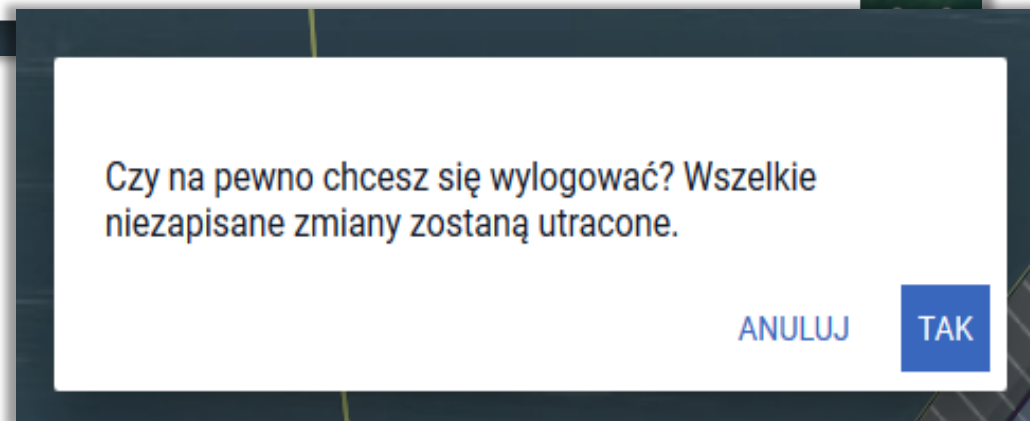 Czy na pewno chcesz się wylogować? Wszelkie
niezapisane zmiany zostaną utracone.
ANULUJ TAK